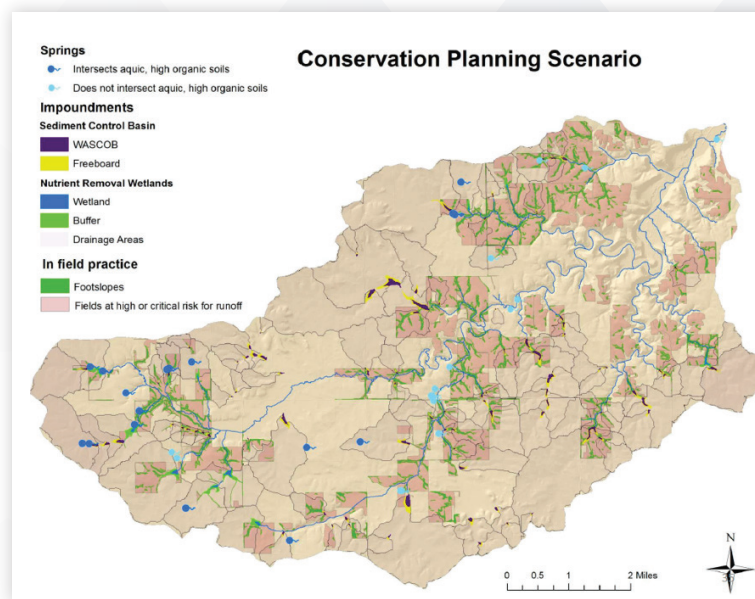 Conservation Planning Scenario
Springs
Intersects aquic, high organic soils
Does not intersect aquic, high organic soils
Impoundments
Sediment Control Basin
WASCOB
Freeboard
Nutrient Removal Wetlands
Wetland
Buffer
Drainage Areas
In field practice
Footslopes
Fields at high or critical risk for runoff
N
0 0.5 1 2 Miles